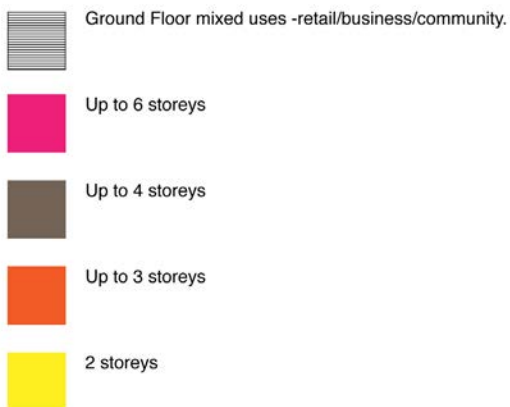 Ground Floor mixed uses -retail/business/community.
Up to 6 storeys
Up to 4 storeys
Up to 3 storeys
2 storeys